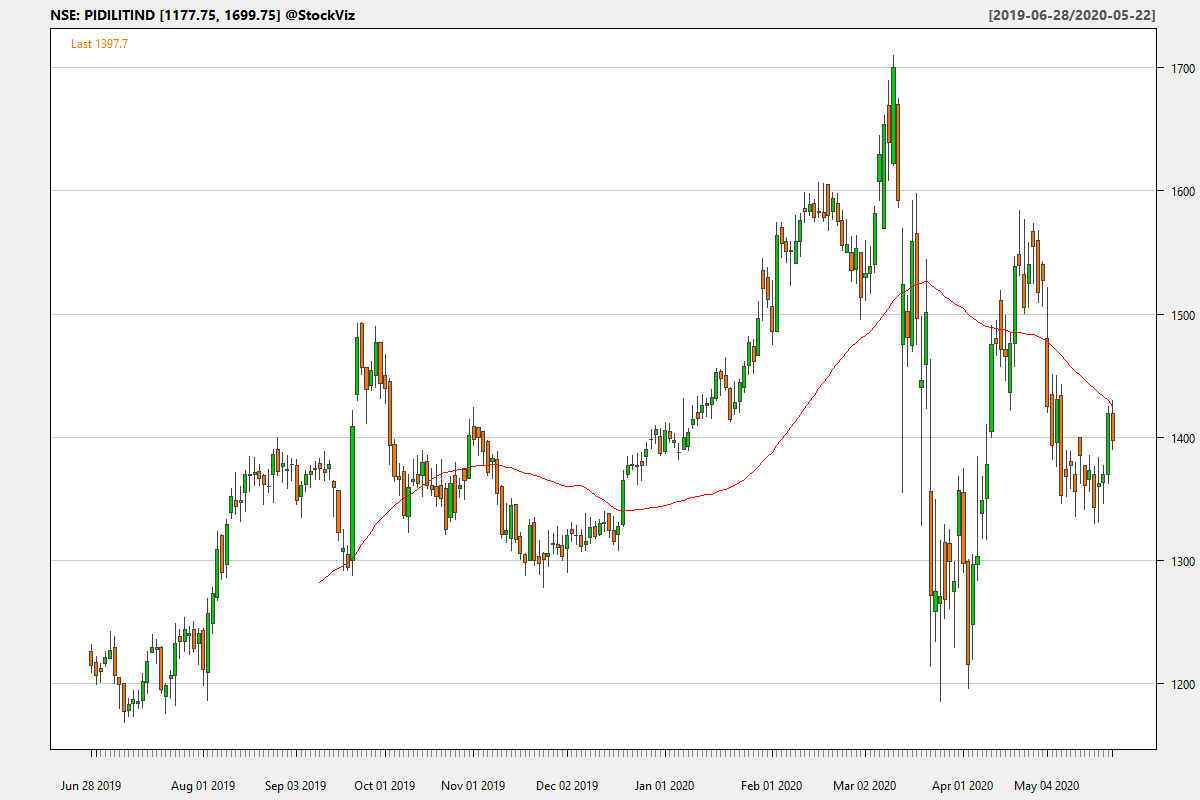 NSE: PIDILITIND [1177.75, 1699.75] @StockViz
[2019-06-28/2020-05-22]
Last 1397.7
1700
1600
1500
1400
1300
1200
Jun 28 2019 Aug 01 2019 Sep 03 2019 Oct 01 2019 Nov 01 2019 Dec 02 2019 Jan 01 2020 Feb 01 2020 Mar 02 2020 Apr 01 2020 May 04 2020